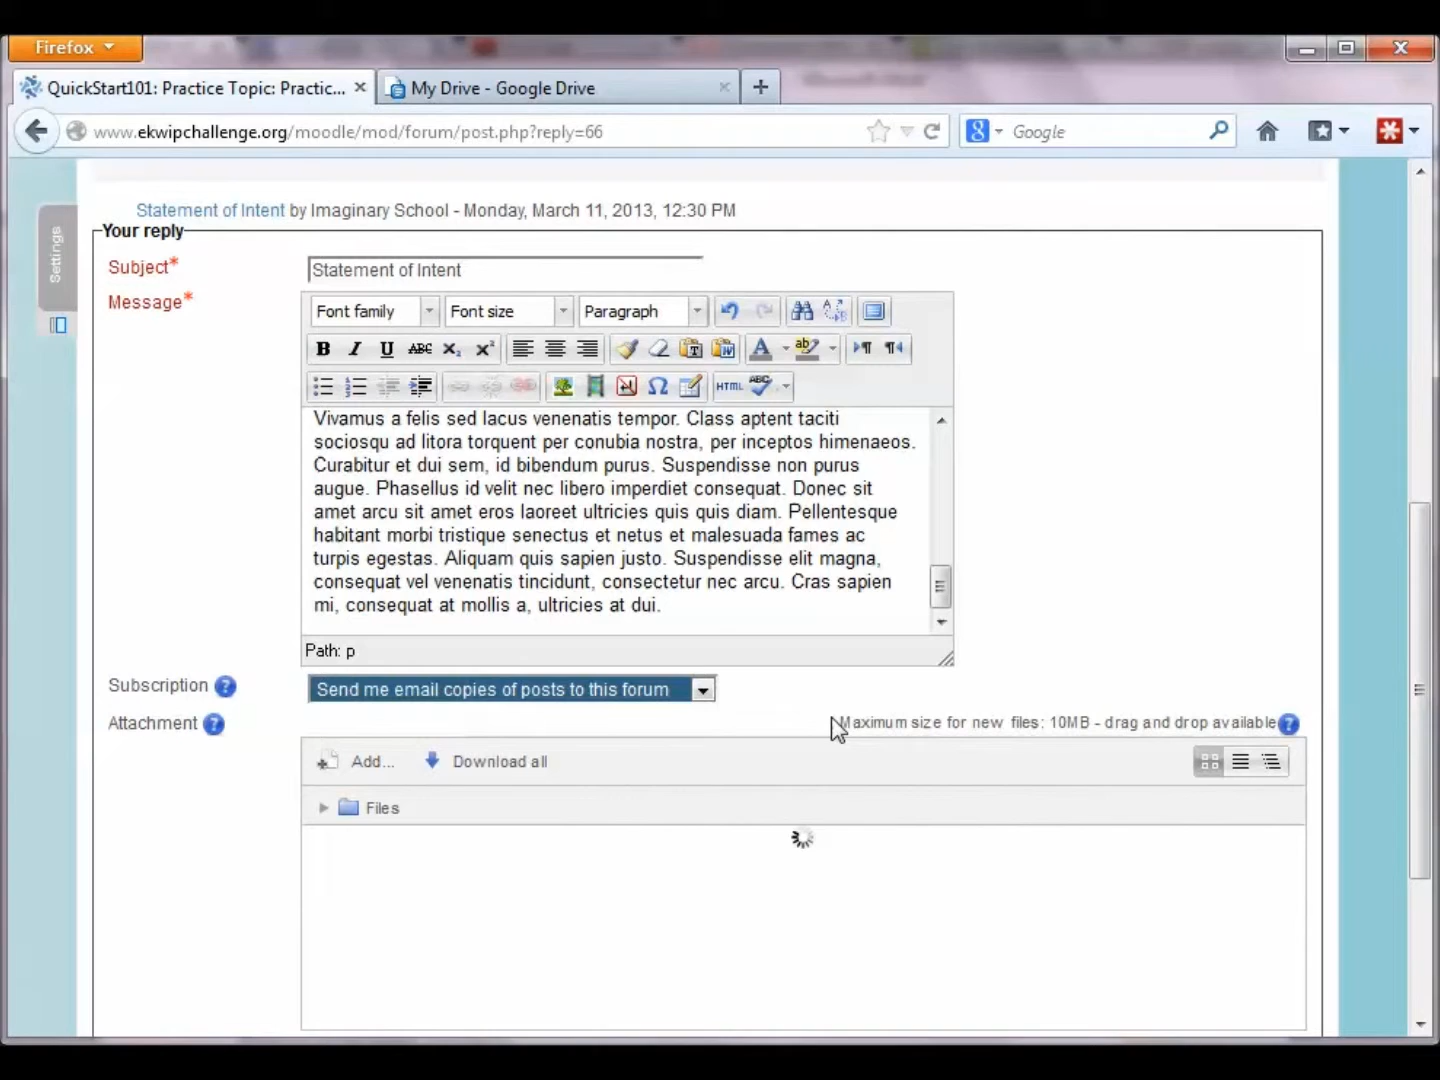 Firefox
QuickStart101: Practice Topic: Practic...
My Drive - Google Drive
www.ekwipchallenge.org/moodle/mod/forum/post.php?reply=66
Google
Settings
Statement of Intent by Imaginary School - Monday, March 11, 2013, 12:30 PM
Your reply
Subject*
Statement of Intent
Message*
Font family
Font size
Paragraph
B I U ABC X₂ X²
HTML ABC
Vivamus a felis sed lacus venenatis tempor. Class aptent taciti
sociosqu ad litora torquent per conubia nostra, per inceptos himenaeos.
Curabitur et dui sem, id bibendum purus. Suspendisse non purus
augue. Phasellus id velit nec libero imperdiet consequat. Donec sit
amet arcu sit amet eros laoreet ultricies quis quis diam. Pellentesque
habitant morbi tristique senectus et netus et malesuada fames ac
turpis egestas. Aliquam quis sapien justo. Suspendisse elit magna,
consequat vel venenatis tincidunt, consectetur nec arcu. Cras sapien
mi, consequat at mollis a, ultricies at dui.
Path: p
Subscription
Send me email copies of posts to this forum
Attachment
Maximum size for new files: 10MB - drag and drop available
Add...
Download all
Files